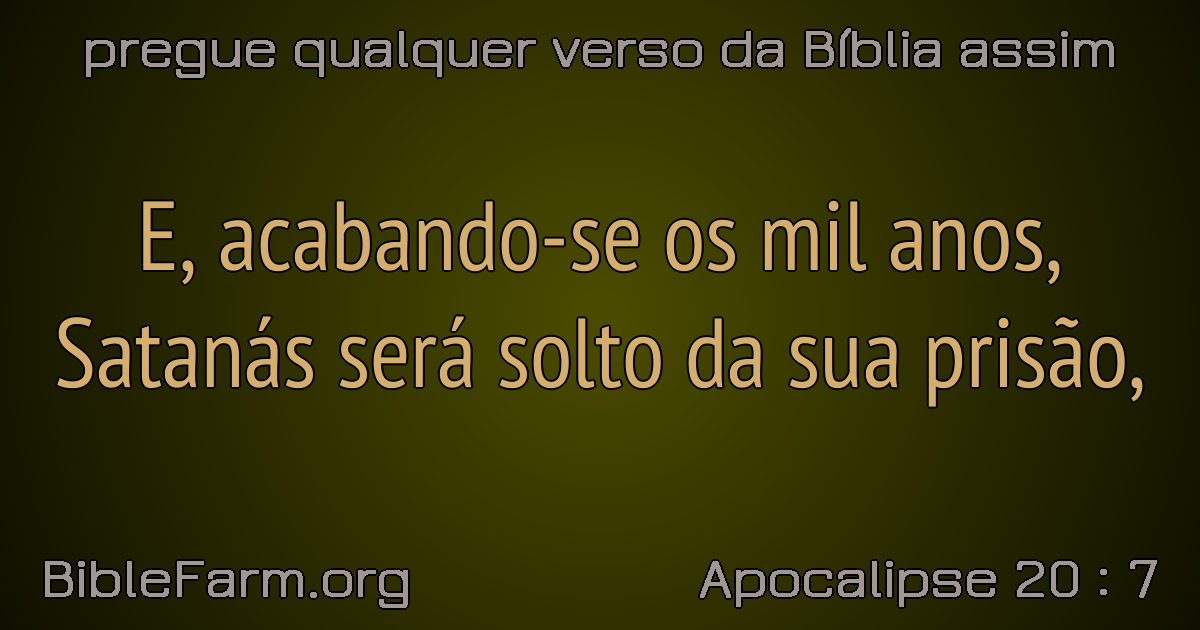 pregue qualquer verso da Bíblia assim
E, acabando-se os mil anos,
Satanás será solto da sua prisão,
BibleFarm.org
Apocalipse 20 : 7